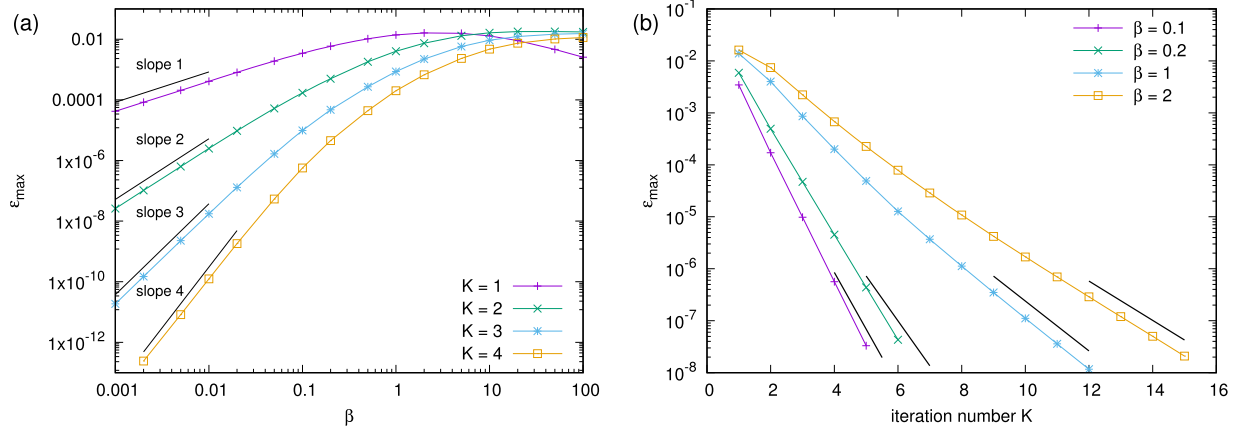 (a)
0.01
0.0001
1x10-6
1x10-8
1x10-10
1x10-12
εmax
slope 1
slope 2
slope 3
slope 4
K = 1
K = 2
K = 3
K = 4
0.001 0.01 0.1 1 10 100
β
(b)
10-1
10-2
10-3
10-4
10-5
10-6
10-7
10-8
εmax
β = 0.1
β = 0.2
β = 1
β = 2
0 2 4 6 8 10 12 14 16
iteration number K